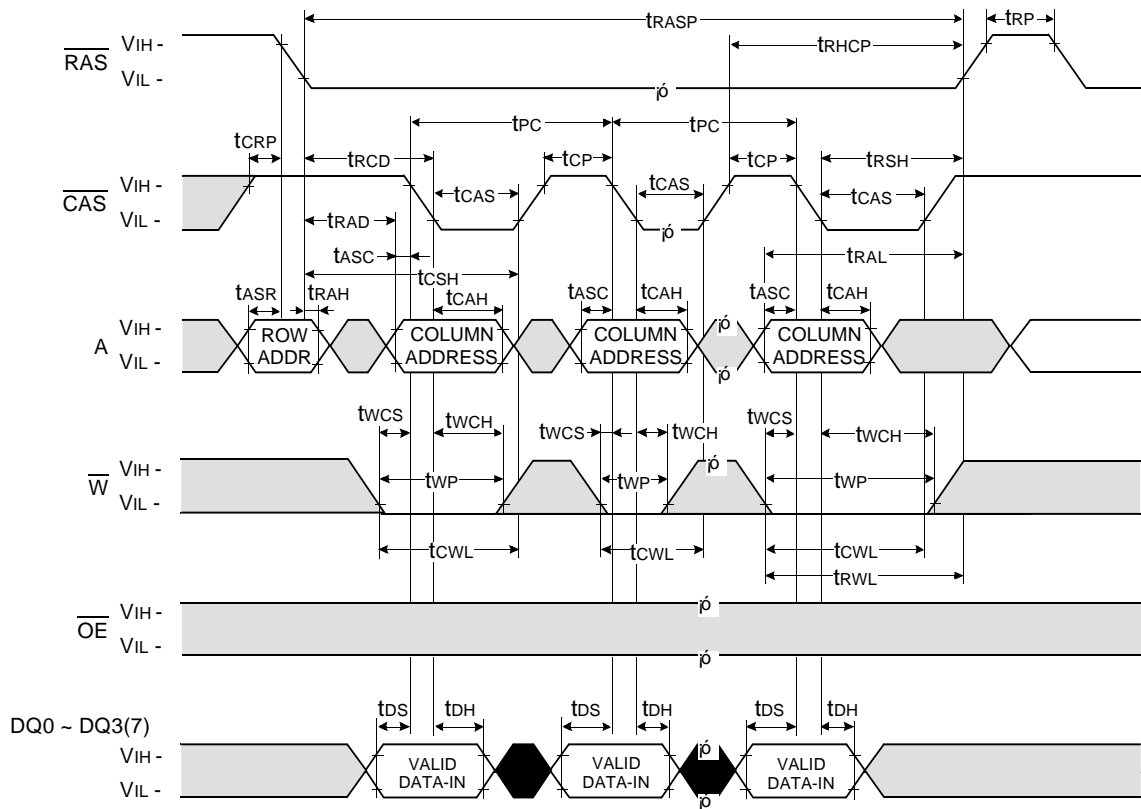 tRASP
tRP
tRHCP
RAS
VIH -
VIL -
¡ó
tCRP
tRCD
tPC
tPC
tCP
tCP
tRSH
CAS
VIH -
VIL -
tCAS
tCAS
tCAS
¡ó
tRAD
tASC
tCSH
tRAL
tASR
tRAH
tCAH
tASC
tCAH
tASC
tCAH
A
VIH -
VIL -
ROW
ADDR
COLUMN
ADDRESS
COLUMN
ADDRESS
¡ó
¡ó
COLUMN
ADDRESS
tWCS
tWCH
tWCS
tWCH
tWCS
tWCH
W
VIH -
VIL -
tWP
tWP
¡ó
tWP
tCWL
tCWL
tCWL
tRWL
OE
VIH -
VIL -
¡ó
¡ó
DQ0 ~ DQ3(7)
VIH -
VIL -
tDS
tDH
tDS
tDH
tDS
tDH
VALID
DATA-IN
VALID
DATA-IN
¡ó
¡ó
VALID
DATA-IN